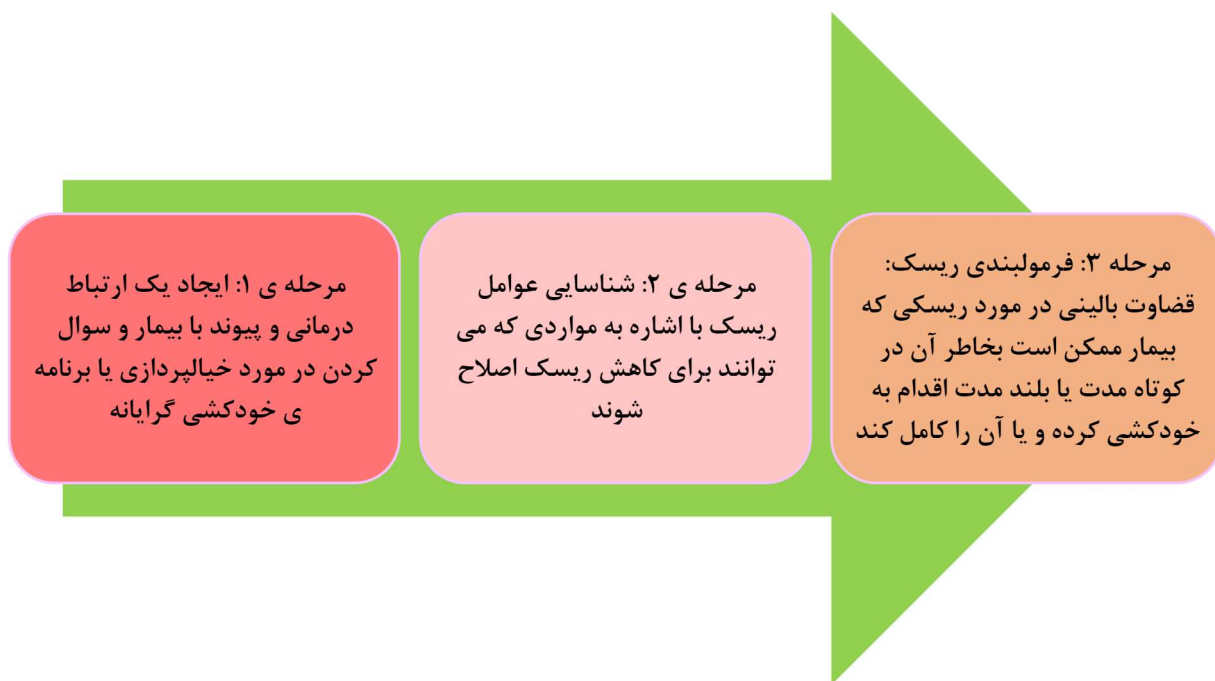 مرحله ی ۱: ایجاد یک ارتباط
درمانی و پیوند با بیمار و سوال
کردن در مورد خیالپردازی یا برنامه
ی خودکشی گرایانه
مرحله ی ۲: شناسایی عوامل
ریسک با اشاره به مواردی که می
توانند برای کاهش ریسک اصلاح
شوند
مرحله ۳: فرمولبندی ریسک:
قضاوت بالینی در مورد ریسکی که
بیمار ممکن است بخاطر آن در
کوتاه مدت یا بلند مدت اقدام به
خودکشی کرده و یا آن را کامل کند